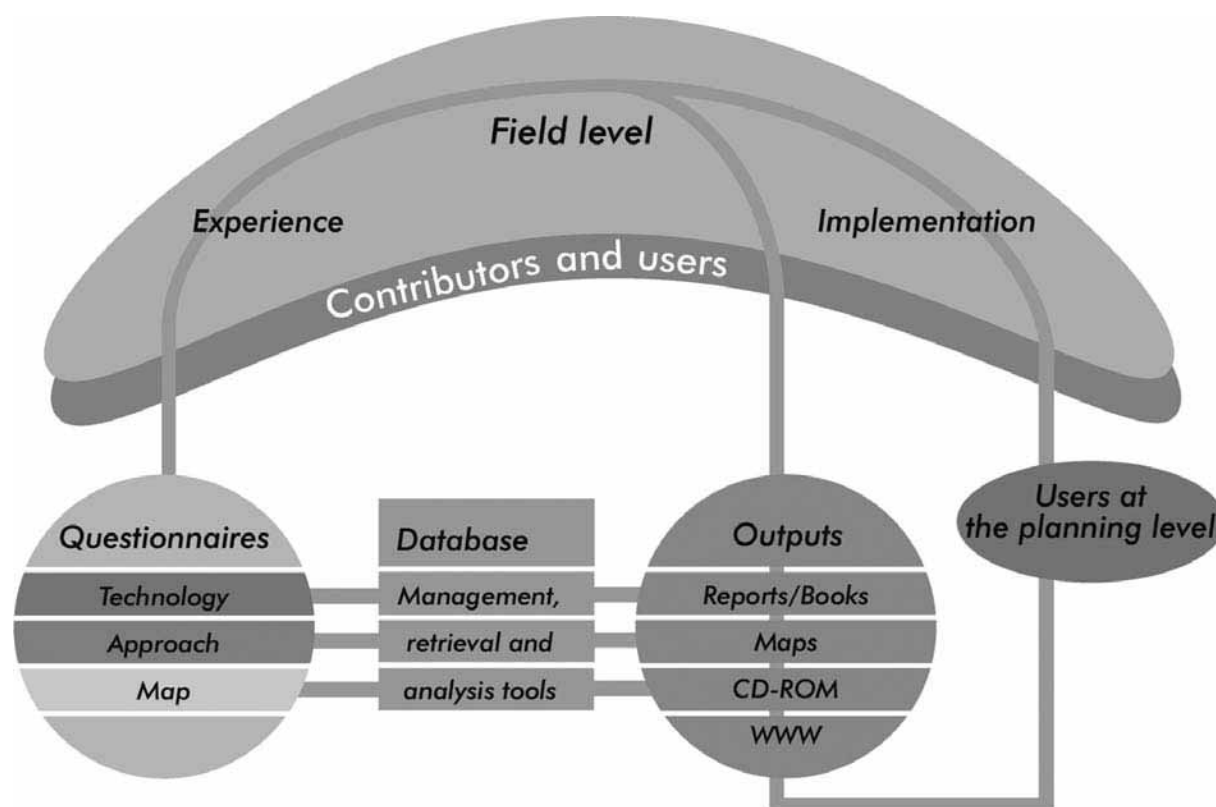 Field level
Experience
Implementation
Contributors and users
Questionnaires
Technology
Approach
Map
Database
Management,
retrieval and
analysis tools
Outputs
Reports/Books
Maps
CD-ROM
WWW
Users at
the planning level